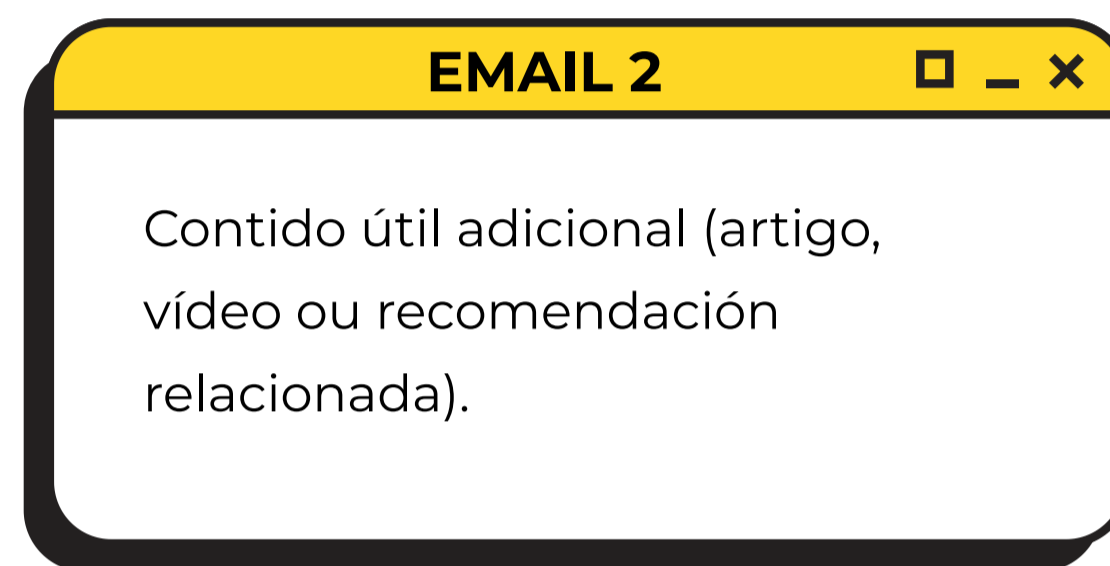 EMAIL 2
Contido útil adicional (artigo,
vídeo ou recomendación
relacionada).